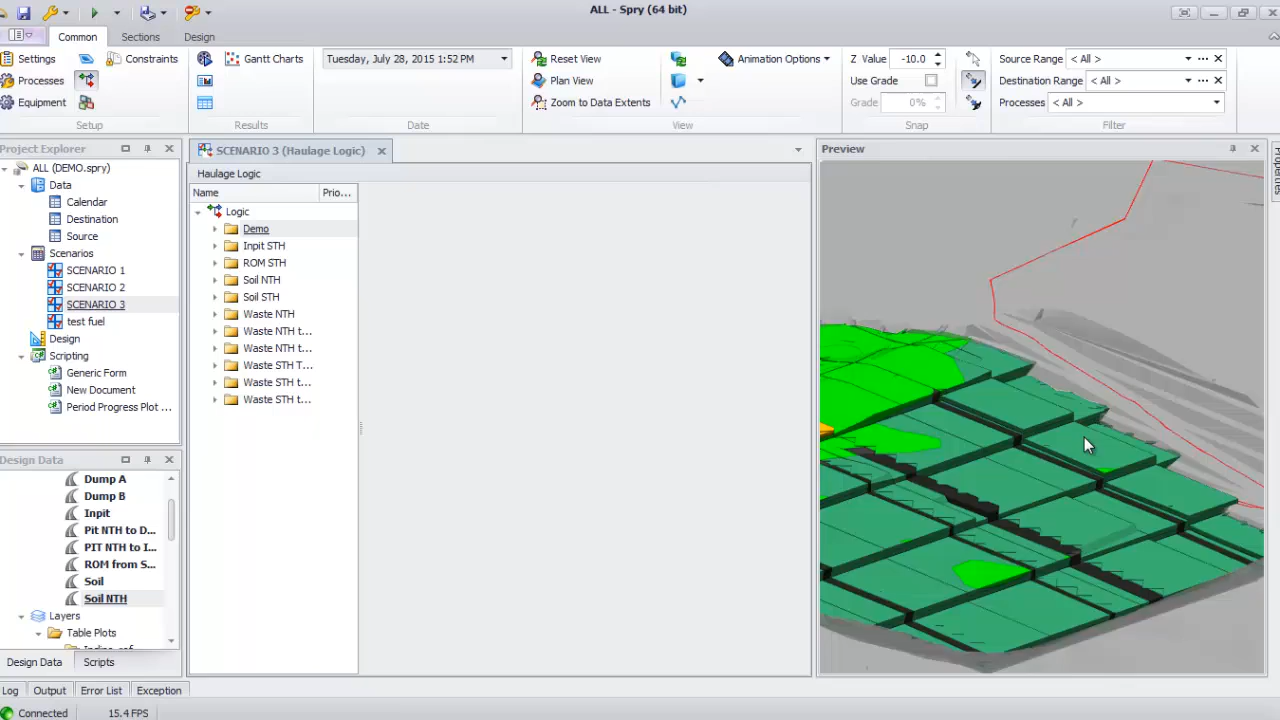 ALL - Spry (64 bit)
Common
Sections
Design
Settings
Constraints
Processes
Equipment
Setup
Gantt Charts
Results
Tuesday, July 28, 2015 1:52 PM
Date
Reset View
Plan View
Zoom to Data Extents
Animation Options
View
Z Value -10.0
Use Grade
Grade 0%
Snap
Source Range < All >
Destination Range < All >
Processes < All >
Filter
Project Explorer
ALL (DEMO.spry)
Data
Calendar
Destination
Source
Scenarios
SCENARIO 1
SCENARIO 2
SCENARIO 3
test fuel
Design
Scripting
Generic Form
New Document
Period Progress Plot ...
Design Data
Dump A
Dump B
Inpit
Pit NTH to D...
PIT NTH to I...
ROM from S...
Soil
Soil NTH
Layers
Table Plots
Design Data
Scripts
SCENARIO 3 (Haulage Logic)
Haulage Logic
Name Prio...
Logic
Demo
Inpit STH
ROM STH
Soil NTH
Soil STH
Waste NTH
Waste NTH t...
Waste NTH t...
Waste STH T...
Waste STH t...
Waste STH t...
Preview
Properties
Log
Output
Error List
Exception
Connected
15.4 FPS